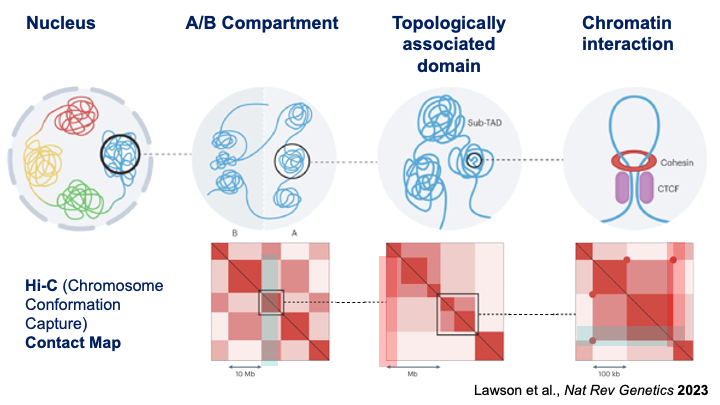 Nucleus
A/B Compartment
Topologically
associated
domain
Chromatin
interaction
Sub-TAD
Cohesin
CTCF
B
A
Hi-C (Chromosome
Conformation
Capture)
Contact Map
10 Mb
Mb
100 kb
Lawson et al., Nat Rev Genetics 2023